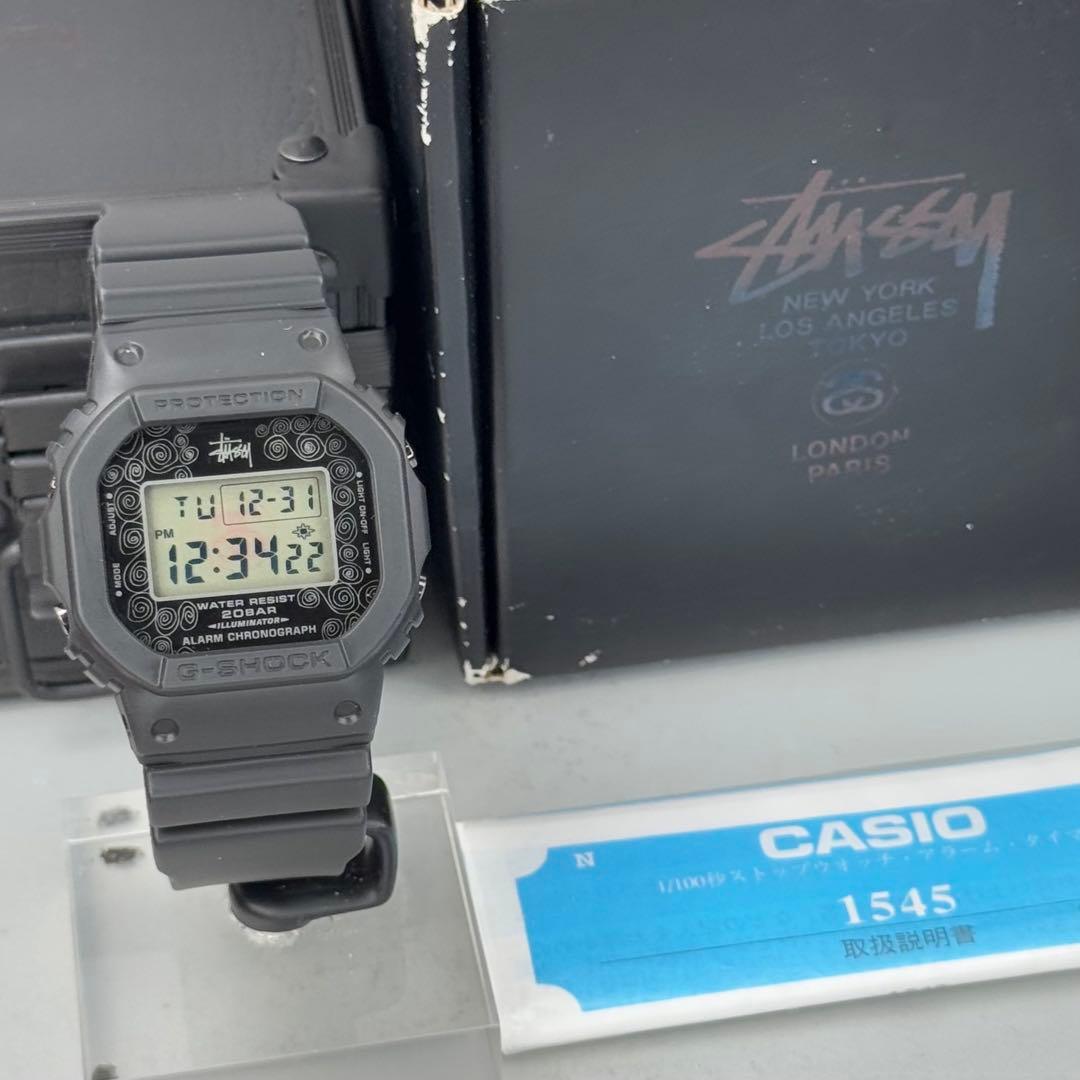 PROTECTION
Stüssy
ADJUST
MODE
LIGHT ON·OFF
LIGHT
TU 12-31
PM
12:34 22
WATER RESIST
20BAR
ILLUMINATOR
ALARM CHRONOGRAPH
G-SHOCK
Stüssy
NEW YORK
LOS ANGELES
TOKYO
LONDON
PARIS
N
CASIO
1/100秒ストップウオッチ・アラーム・タイマ
1545
取扱説明書